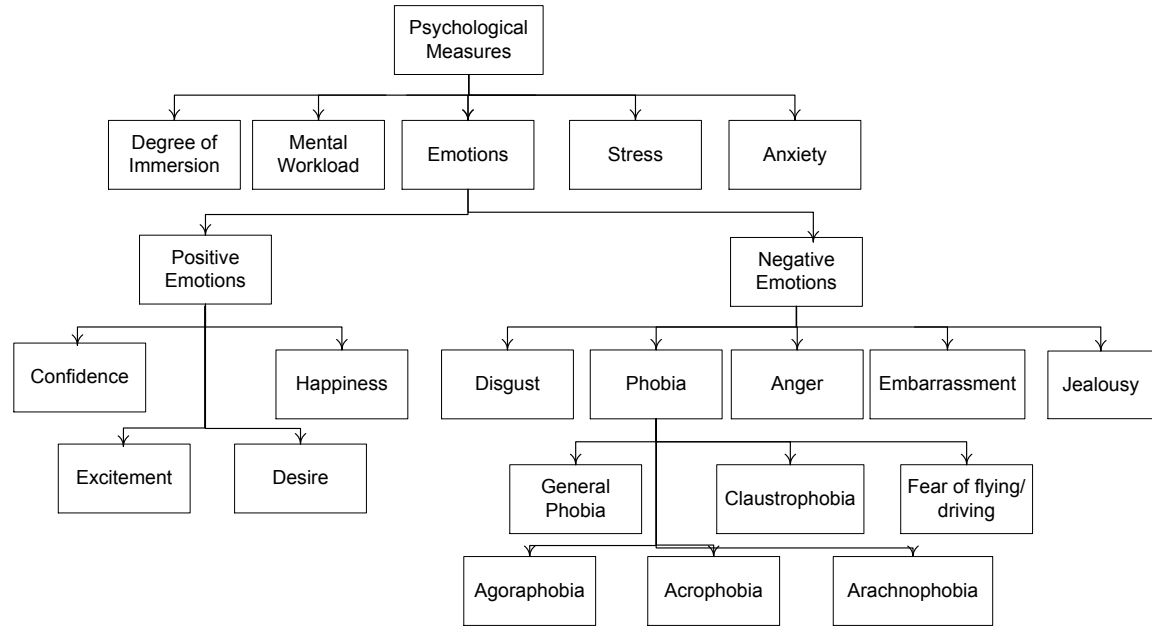 Psychological
Measures
Degree of
Immersion
Mental
Workload
Emotions
Stress
Anxiety
Positive
Emotions
Negative
Emotions
Confidence
Happiness
Disgust
Phobia
Anger
Embarrassment
Jealousy
Excitement
Desire
General
Phobia
Claustrophobia
Fear of flying/
driving
Agoraphobia
Acrophobia
Arachnophobia